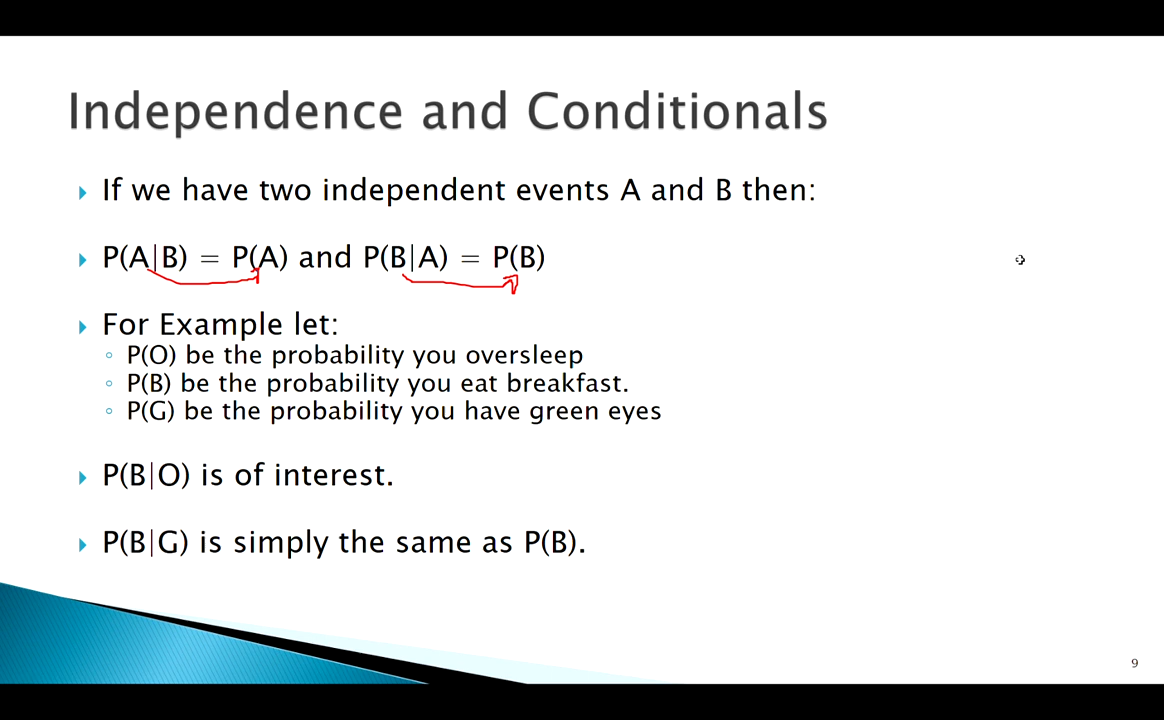 Independence and Conditionals
If we have two independent events A and B then:
P(A|B) = P(A) and P(B|A) = P(B)
For Example let:
P(O) be the probability you oversleep
P(B) be the probability you eat breakfast.
P(G) be the probability you have green eyes
P(B|O) is of interest.
P(B|G) is simply the same as P(B).
9